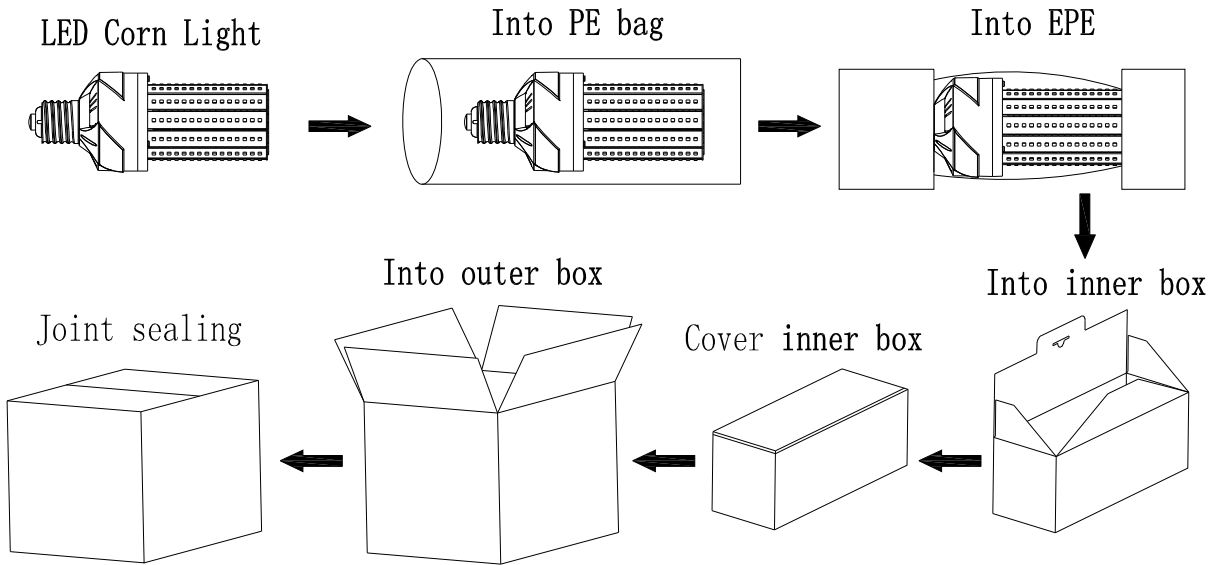 LED Corn Light
Into PE bag
Into EPE
Into inner box
Cover inner box
Into outer box
Joint sealing